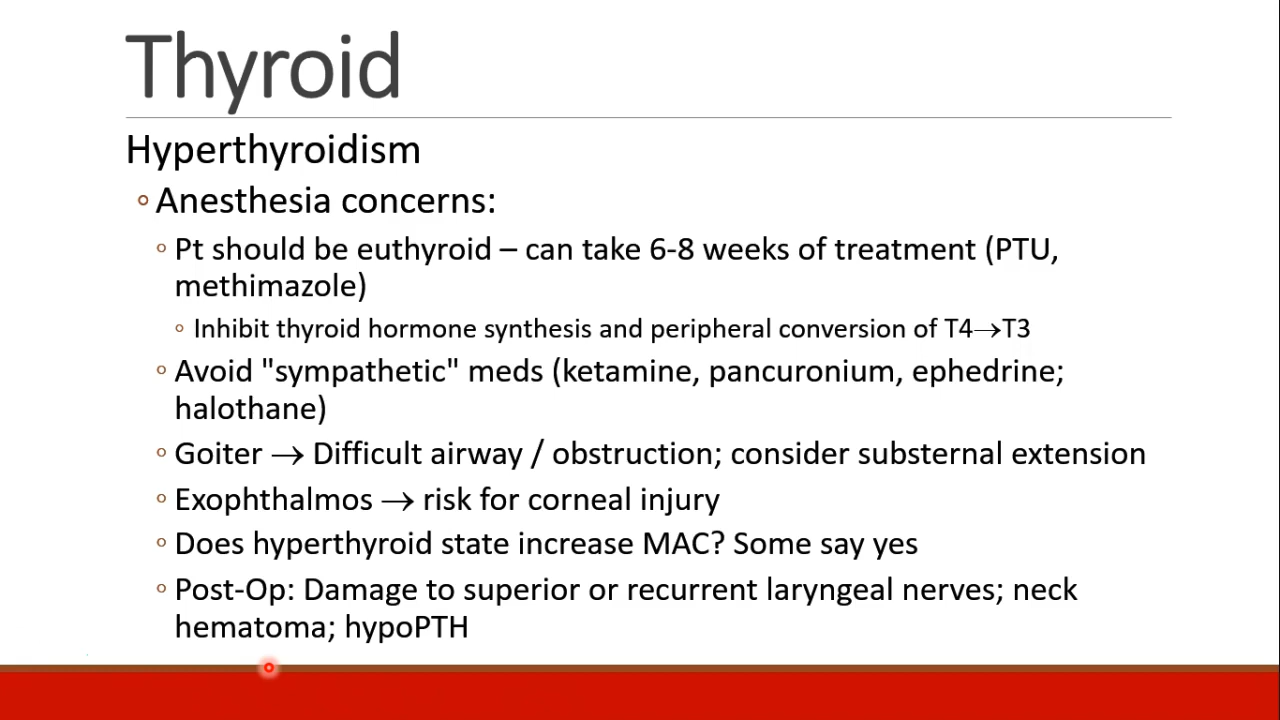 Thyroid
Hyperthyroidism
◦ Anesthesia concerns:
◦ Pt should be euthyroid – can take 6-8 weeks of treatment (PTU,
methimazole)
◦ Inhibit thyroid hormone synthesis and peripheral conversion of T4→T3
◦ Avoid "sympathetic" meds (ketamine, pancuronium, ephedrine;
halothane)
◦ Goiter → Difficult airway / obstruction; consider substernal extension
◦ Exophthalmos → risk for corneal injury
◦ Does hyperthyroid state increase MAC? Some say yes
◦ Post-Op: Damage to superior or recurrent laryngeal nerves; neck
hematoma; hypoPTH